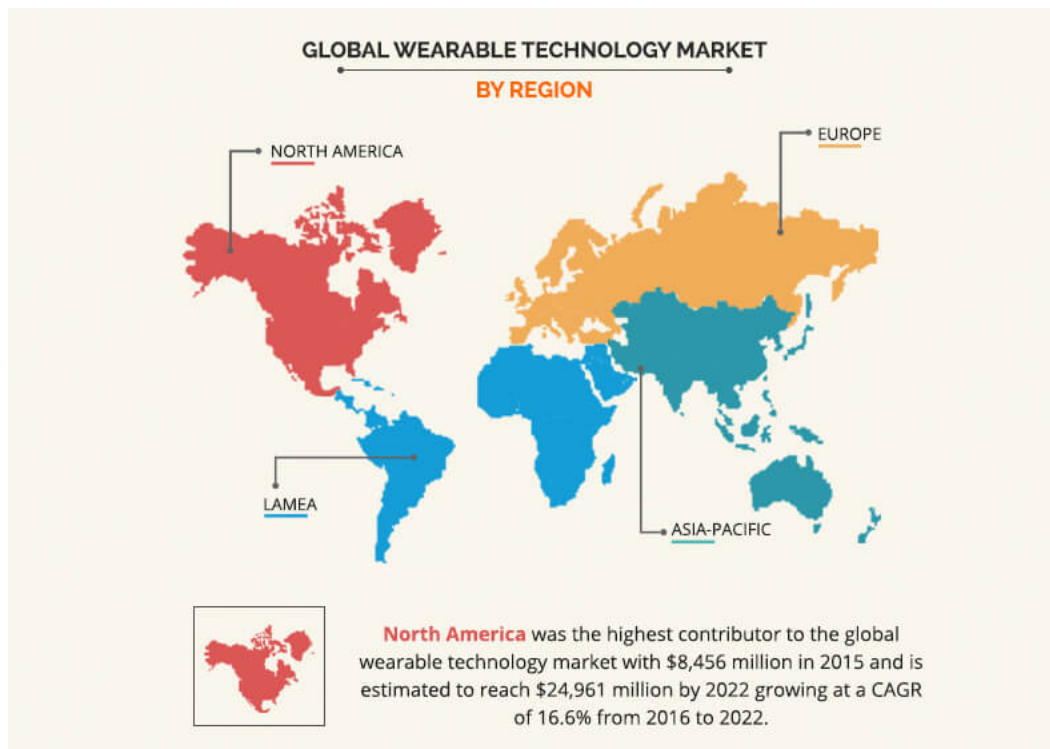 GLOBAL WEARABLE TECHNOLOGY MARKET
BY REGION
EUROPE
NORTH AMERICA
LAMEA
ASIA-PACIFIC
North America was the highest contributor to the global
wearable technology market with $8,456 million in 2015 and is
estimated to reach $24,961 million by 2022 growing at a CAGR
of 16.6% from 2016 to 2022.